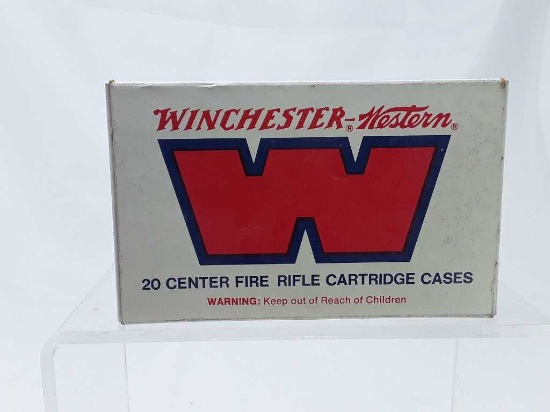 WINCHESTER®-Western®
W
20 CENTER FIRE RIFLE CARTRIDGE CASES
WARNING: Keep out of Reach of Children